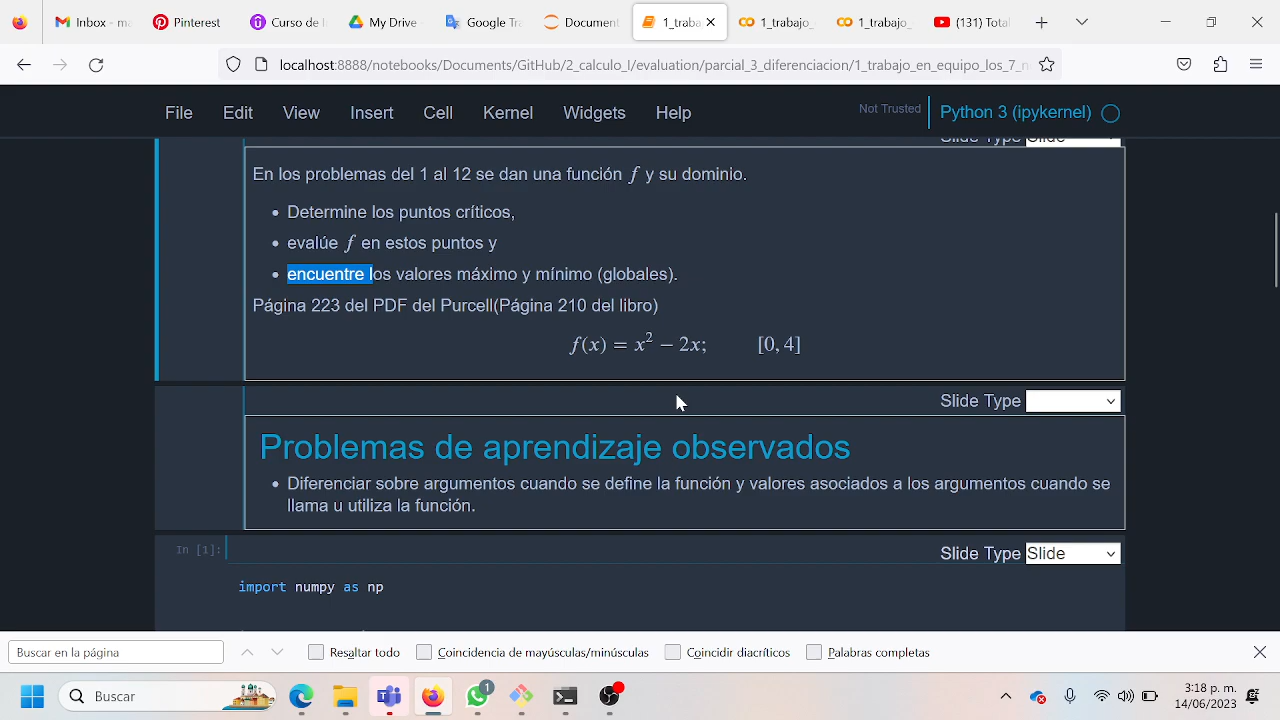 Inbox - ma
Pinterest
Curso de l
My Drive
Google Tra
Document
1_traba
1_trabajo_
1_trabajo_
(131) Total
localhost:8888/notebooks/Documents/GitHub/2_calculo_I/evaluation/parcial_3_diferenciacion/1_trabajo_en_equipo_los_7_n
File Edit View Insert Cell Kernel Widgets Help
Not Trusted
Python 3 (ipykernel)
Slide Type Slide
En los problemas del 1 al 12 se dan una función f y su dominio.
• Determine los puntos críticos,
• evalúe f en estos puntos y
• encuentre los valores máximo y mínimo (globales).
Página 223 del PDF del Purcell(Página 210 del libro)
f(x) = x² − 2x; [0, 4]
Slide Type
Problemas de aprendizaje observados
• Diferenciar sobre argumentos cuando se define la función y valores asociados a los argumentos cuando se
llama u utiliza la función.
In [1]:
Slide Type Slide
import numpy as np
Buscar en la página
Resaltar todo
Coincidencia de mayúsculas/minúsculas
Coincidir diacríticos
Palabras completas
Buscar
1
3:18 p. m.
14/06/2023